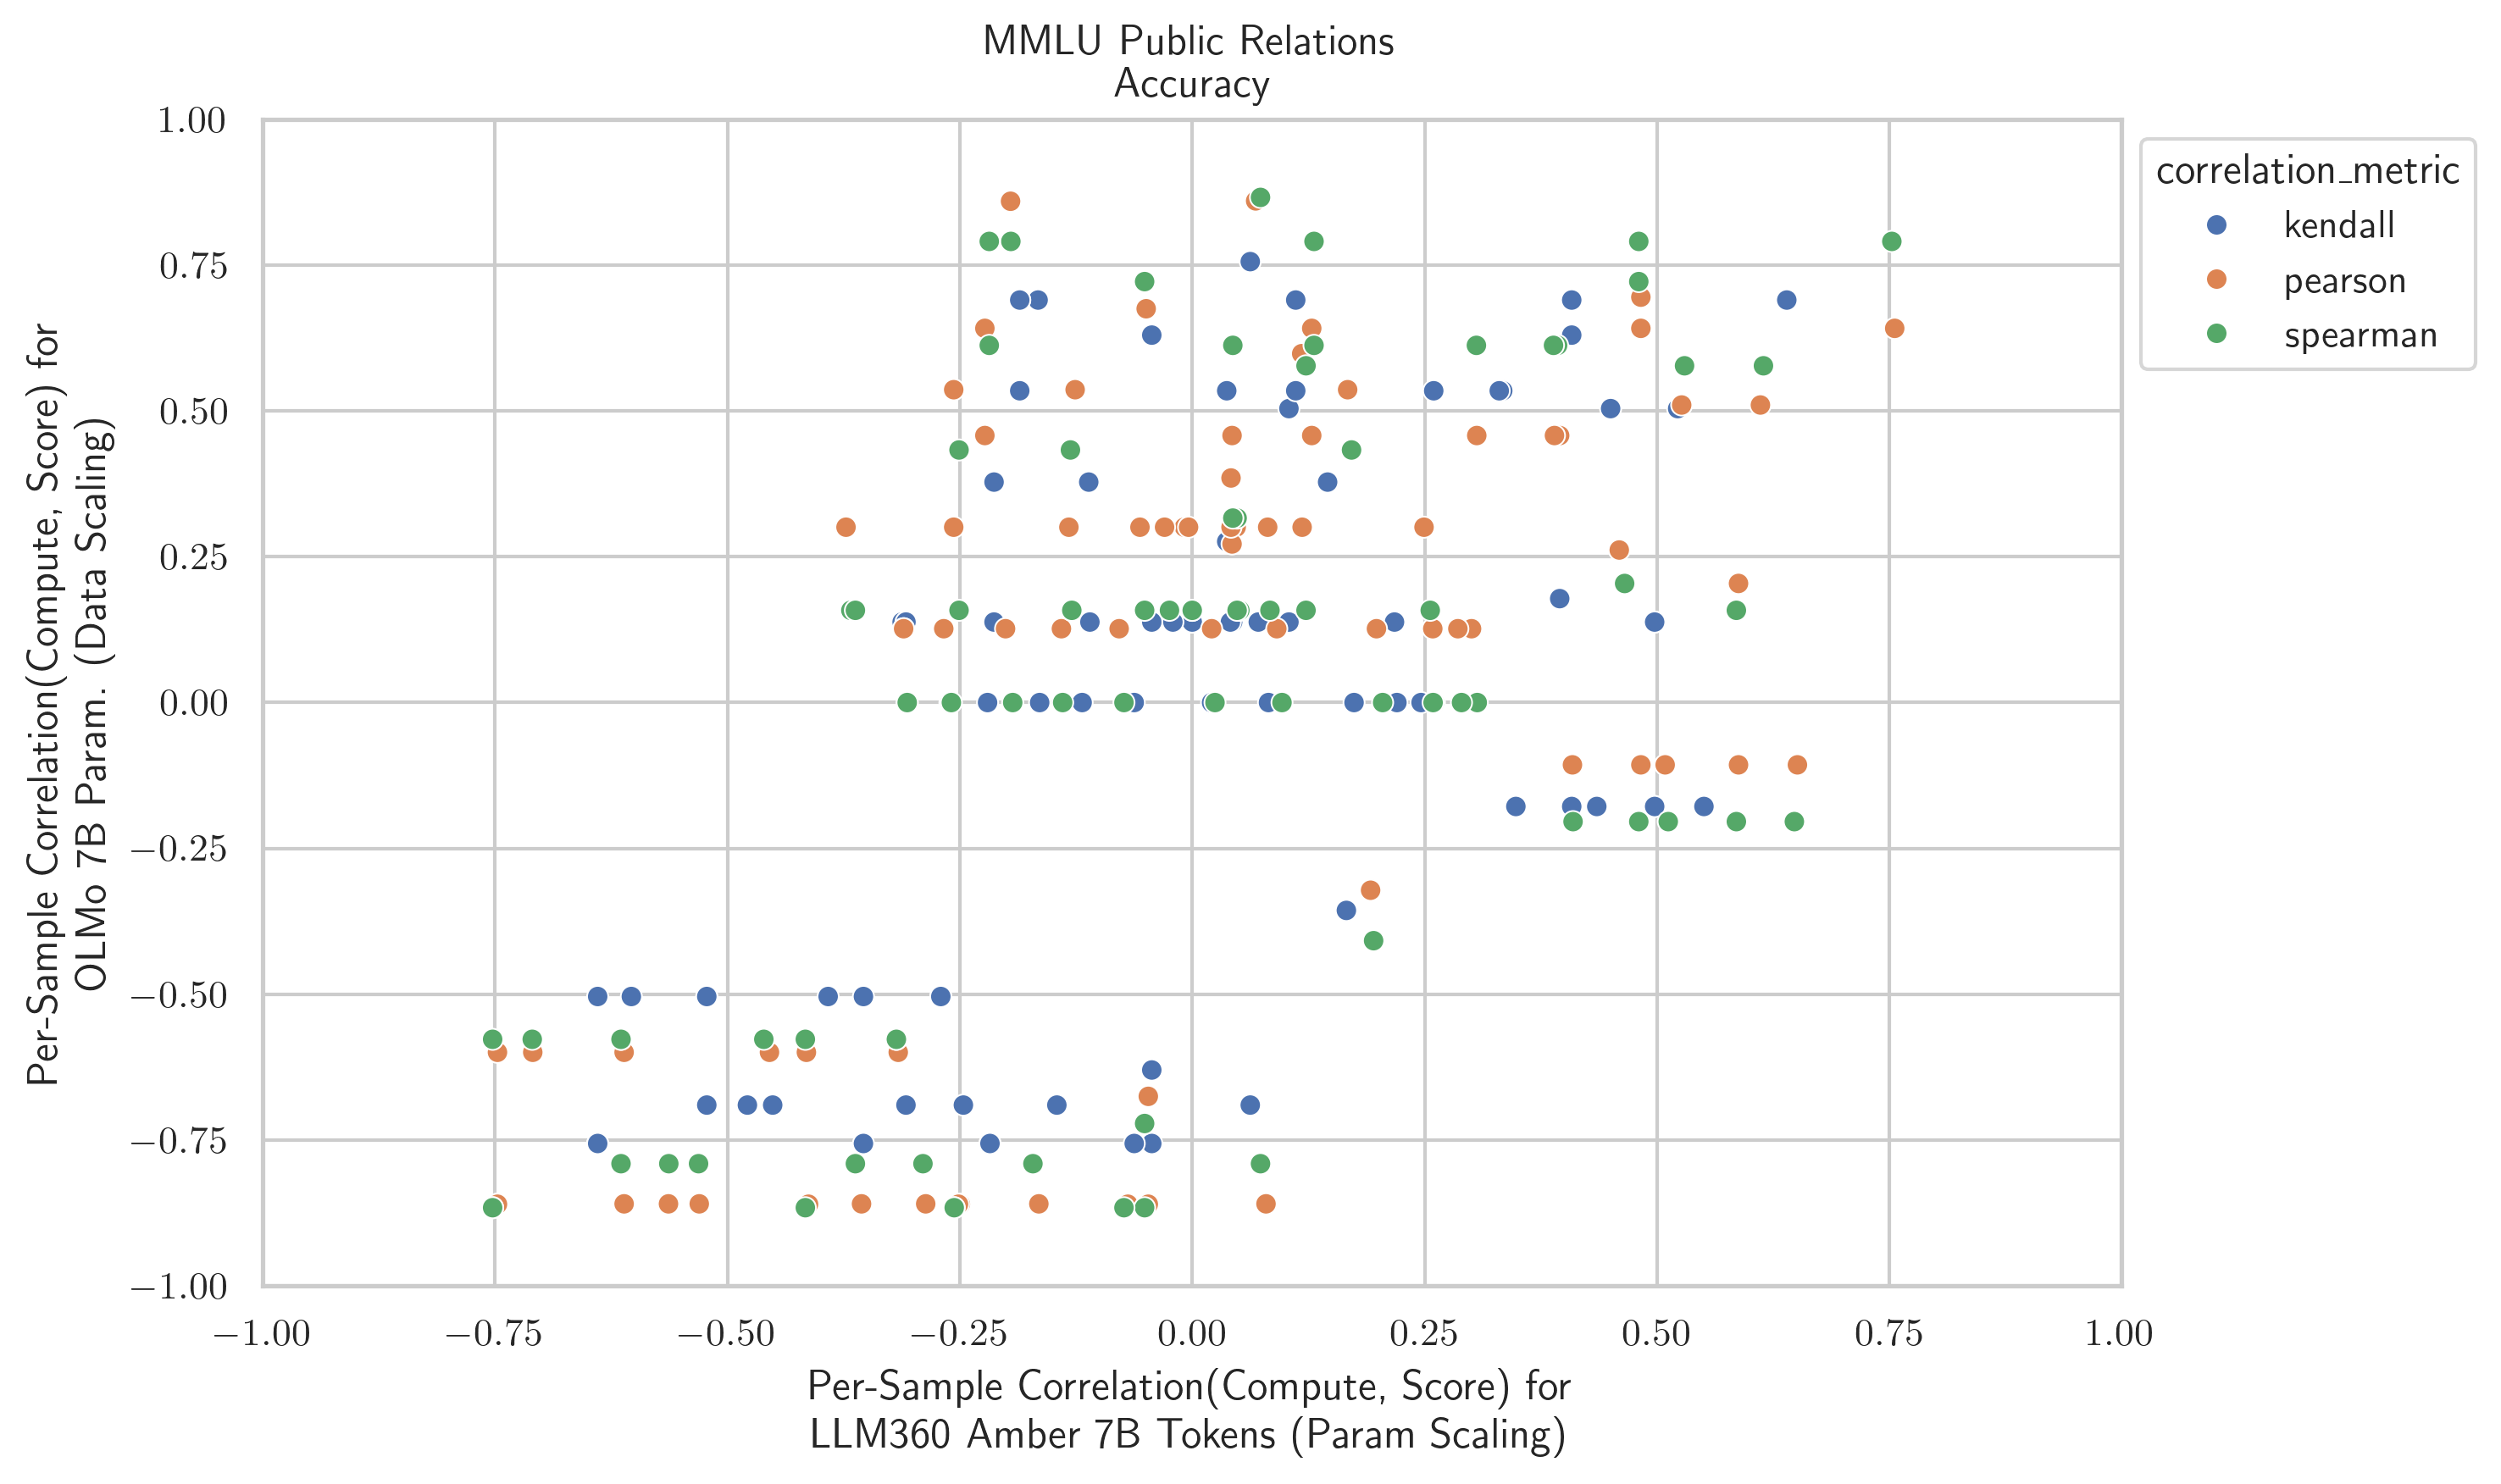 MMLU Public Relations
Accuracy
1.00
0.75
0.50
0.25
0.00
−0.25
−0.50
−0.75
−1.00
Per-Sample Correlation(Compute, Score) for
OLMo 7B Param. (Data Scaling)
−1.00
−0.75
−0.50
−0.25
0.00
0.25
0.50
0.75
1.00
Per-Sample Correlation(Compute, Score) for
LLM360 Amber 7B Tokens (Param Scaling)
correlation_metric
kendall
pearson
spearman